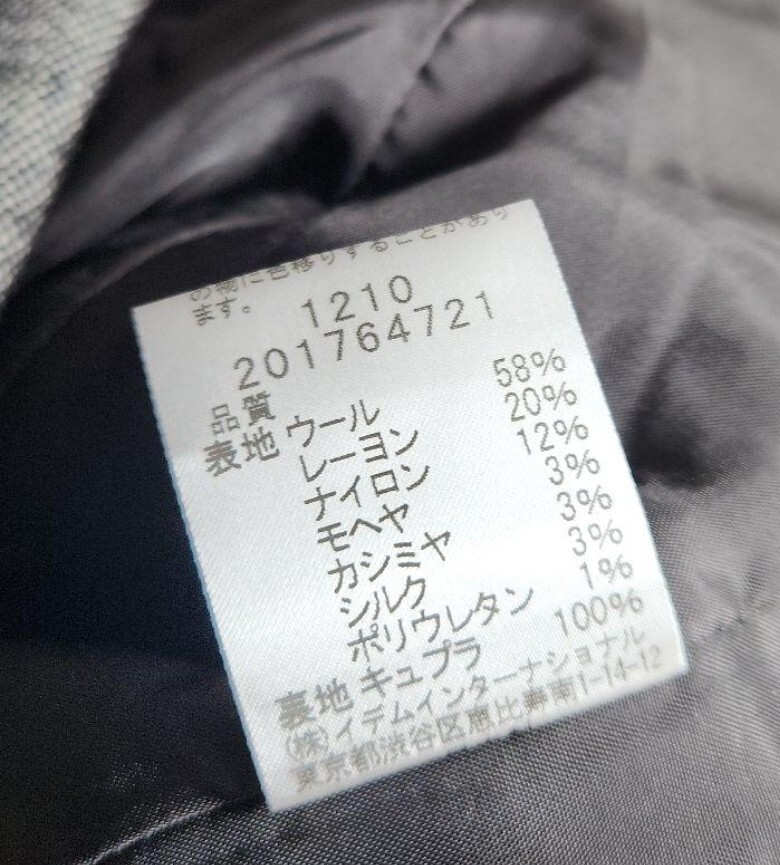 お物に色移りすることがあり
ます。 1210
201764721
品質
表地 ウール 58%
レーヨン 20%
ナイロン 12%
モヘヤ 3%
カシミヤ 3%
シルク 3%
ポリウレタン 1%
裏地 キュプラ 100%
(株)イテムインターナショナル
東京都渋谷区恵比寿南1-14-12